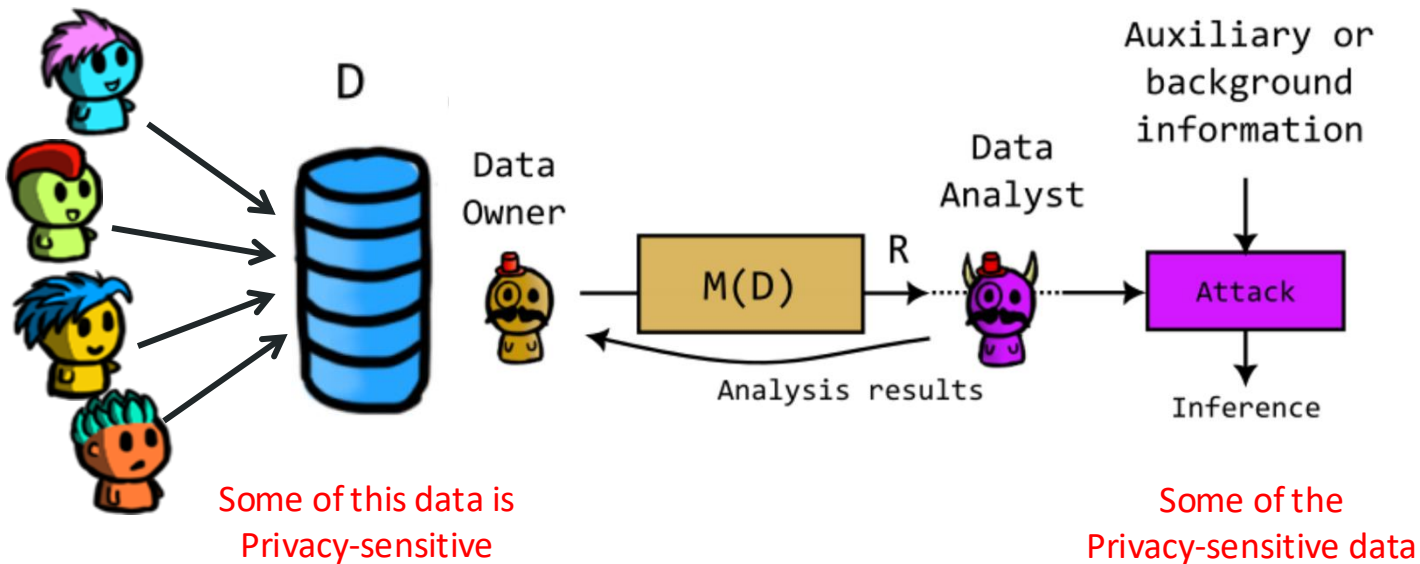 D
Data
Owner
M(D)
R
Data
Analyst
Auxiliary or
background
information
Attack
Analysis results
Inference
Some of this data is
Privacy-sensitive
Some of the
Privacy-sensitive data